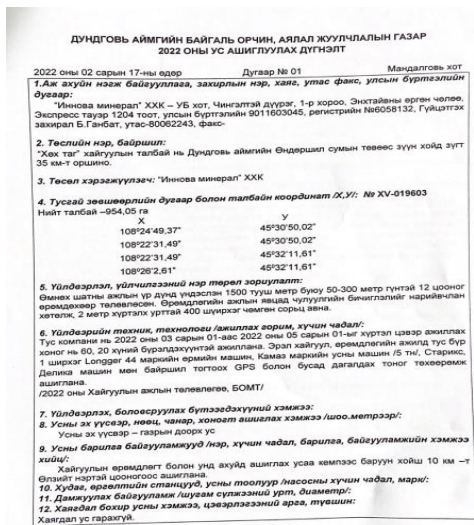 ДУНДГОВЬ АЙМГИЙН БАЙГАЛЬ ОРЧИН, АЯЛАЛ ЖУУЛЧЛАЛЫН ГАЗАР
2022 ОНЫ УС АШИГЛУУЛАХ ДҮГНЭЛТ
2022 оны 02 сарын 17-ны өдөр Дугаар № 01 Мандалговь хот
1.Аж ахуйн нэгж байгууллага, захирлын нэр, хаяг, утас факс, улсын бүртгэлийн
дугаар:
"Иннова минерал" ХХК – УБ хот, Чингэлтэй дүүрэг, 1-р хороо, Энхтайвны өргөн чөлөө,
Экспресс тауэр 1204 тоот, улсын бүртгэлийн 9011603045, регистрийн №6058132, Гүйцэтгэх
захирал Б.Ганбат, утас-80062243, факс-
2. Төслийн нэр, байршил:
"Хөх таг" хайгуулын талбай нь Дундговь аймгийн Өндөршил сумын төвөөс зүүн хойд зүгт
35 км-т оршино.
3. Төсөл хэрэгжүүлэгч: "Иннова минерал" ХХК
4. Тусгай зөвшөөрлийн дугаар болон талбайн координат /Х,У/: № XV-019603
Нийт талбай –954,05 га
Х У
108°24'49,37" 45°30'50,02"
108°22'31,49" 45°30'50,02"
108°22'31,49" 45°32'11,61"
108°26'2,61" 45°32'11,61"
5. Үйлдвэрлэл, үйлчилгээний нэр төрөл зориулалт:
Өмнөх шатны ажлын үр дүнд үндэслэн 1500 тууш метр буюу 50-300 метр гүнтэй 12 цооног
өрөмдөхөөр төлөвлөсөн. Өрөмдлөгийн ажлын явцад чулуулгийн бичиглэлийг нарийвчлан
хөтөлж, 2 метр хүртэлх урттай 400 ширхэг чөмгөн сорьц авна.
6. Үйлдвэрийн техник, технологи /ажиллах горим, хүчин чадал/:
Тус компани нь 2022 оны 03 сарын 01-аас 2022 оны 05 сарын 01-ыг хүртэл цэвэр ажиллах
хоног нь 60, 20 хүний бүрэлдэхүүнтэй ажиллана. Эрэл хайгуул, өрөмдлөгийн ажилд тус бүр
1 ширхэг Longger 44 маркийн өрмийн машин, Камаз маркийн усны машин /5 тн/, Старикс,
Делика машин мөн байршил тогтоох GPS болон бусад дагалдах тоног төхөөрөмж
ашиглана.
/2022 оны Хайгуулын ажлын төлөвлөгөө, БОМТ/
7. Үйлдвэрлэх, боловсруулах бүтээгдэхүүний хэмжээ:
8. Усны эх үүсвэр, нөөц, чанар, хоногт ашиглах хэмжээ /шоо.метрээр/:
Усны эх үүсвэр – газрын доорх ус
9. Усны барилга байгууламжууд /нэр, хүчин чадал, барилга, байгууламжийн хэмжээ
хийц/:
Хайгуулын өрөмдлөгт болон унд ахуйд ашиглах усаа кемпээс баруун хойш 10 км –т
Өлзийт нэртэй цооногоос ашиглана.
10. Худаг, өргөлтийн станцууд, усны тоолуур /насосны хүчин чадал, марк/:
11. Дамжуулах байгууламж /шугам сүлжээний урт, диаметр/:
12. Хаягдал бохир усны хэмжээ, цэвэрлэгээний арга, түвшин:
Хаягдал ус гарахгүй.